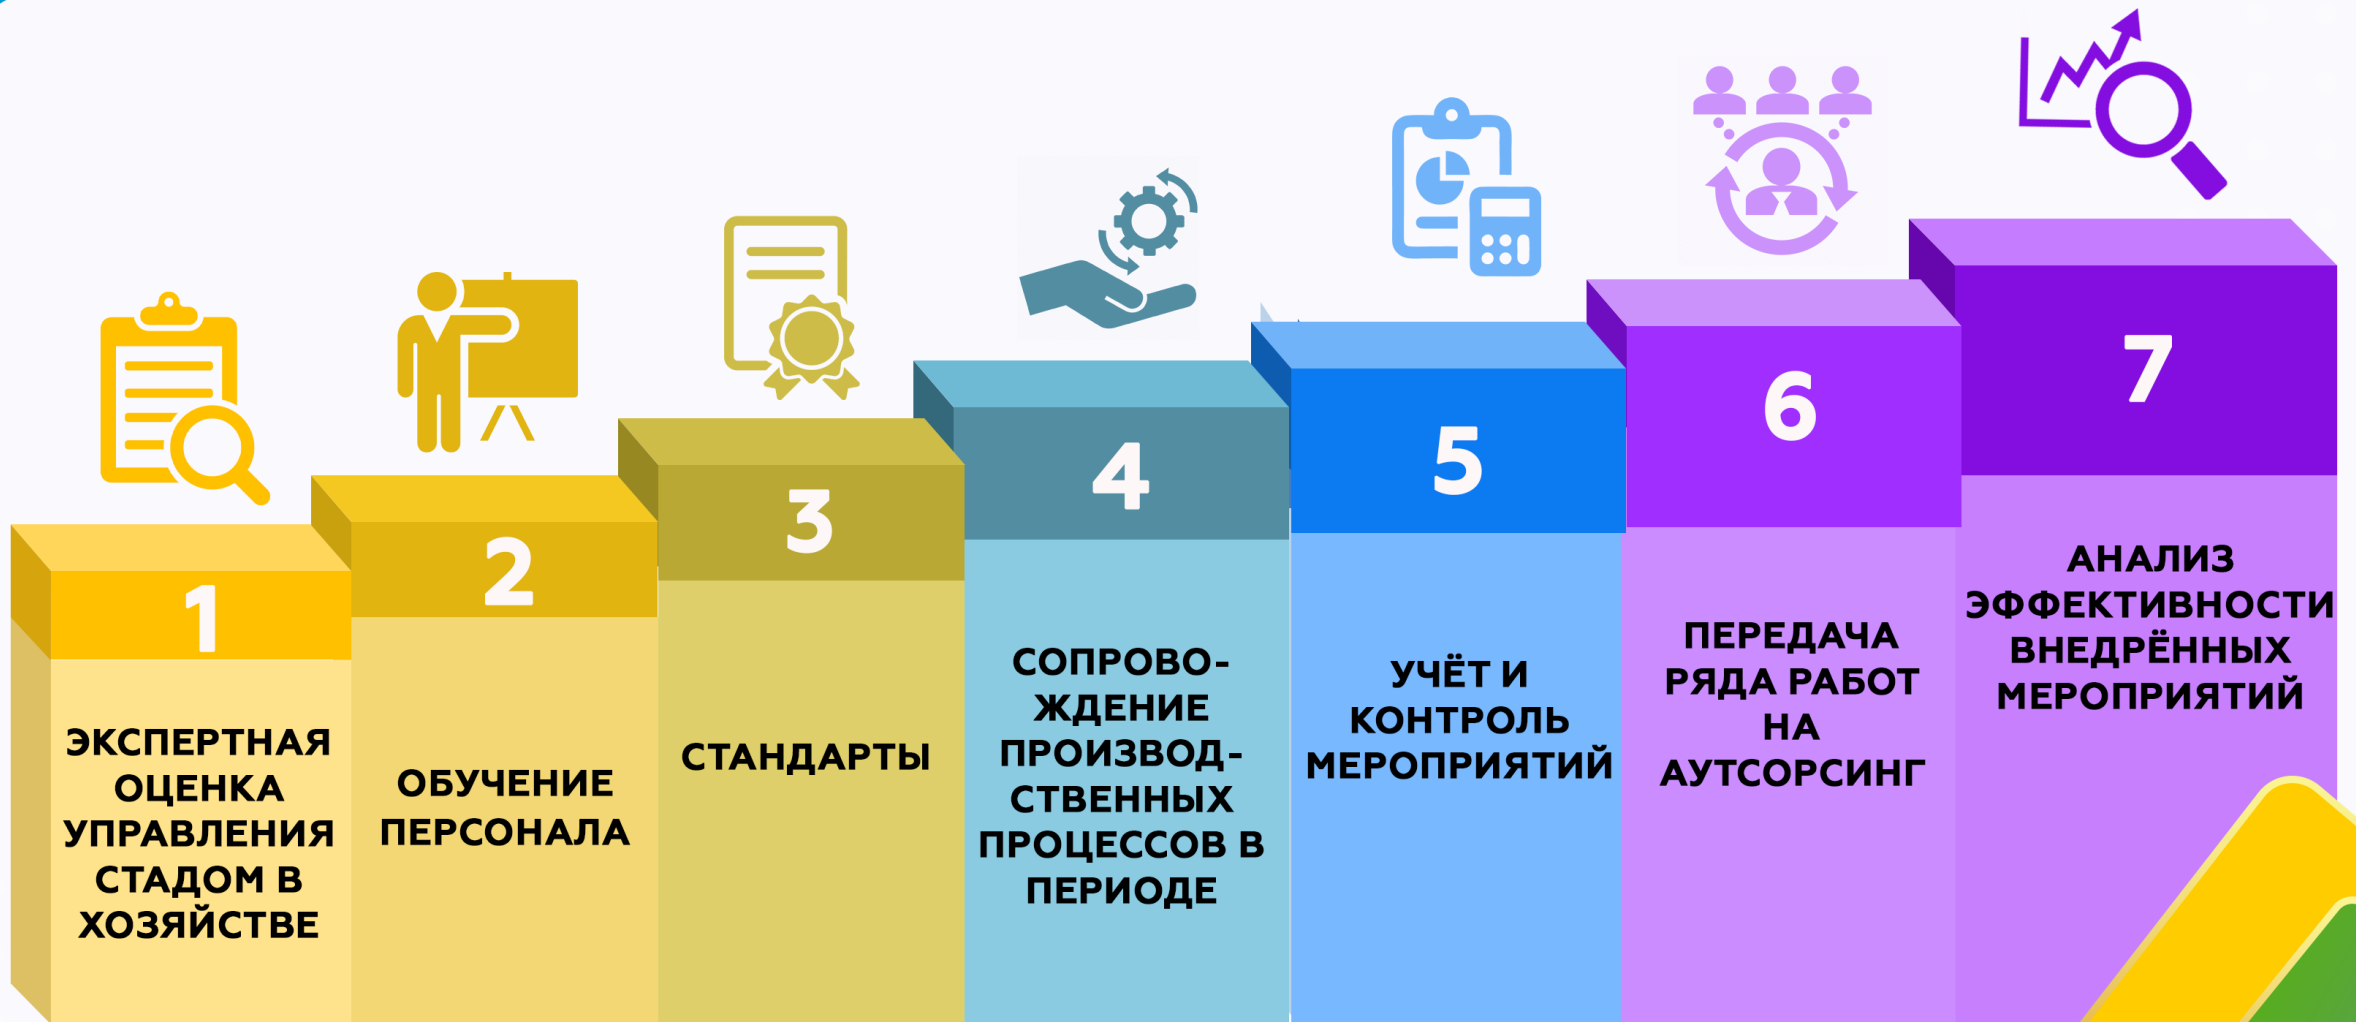 1
ЭКСПЕРТНАЯ
ОЦЕНКА
УПРАВЛЕНИЯ
СТАДОМ В
ХОЗЯЙСТВЕ
2
ОБУЧЕНИЕ
ПЕРСОНАЛА
3
СТАНДАРТЫ
4
СОПРОВО-
ЖДЕНИЕ
ПРОИЗВОД-
СТВЕННЫХ
ПРОЦЕССОВ В
ПЕРИОДЕ
5
УЧЁТ И
КОНТРОЛЬ
МЕРОПРИЯТИЙ
6
ПЕРЕДАЧА
РЯДА РАБОТ
НА
АУТСОРСИНГ
7
АНАЛИЗ
ЭФФЕКТИВНОСТИ
ВНЕДРЁННЫХ
МЕРОПРИЯТИЙ